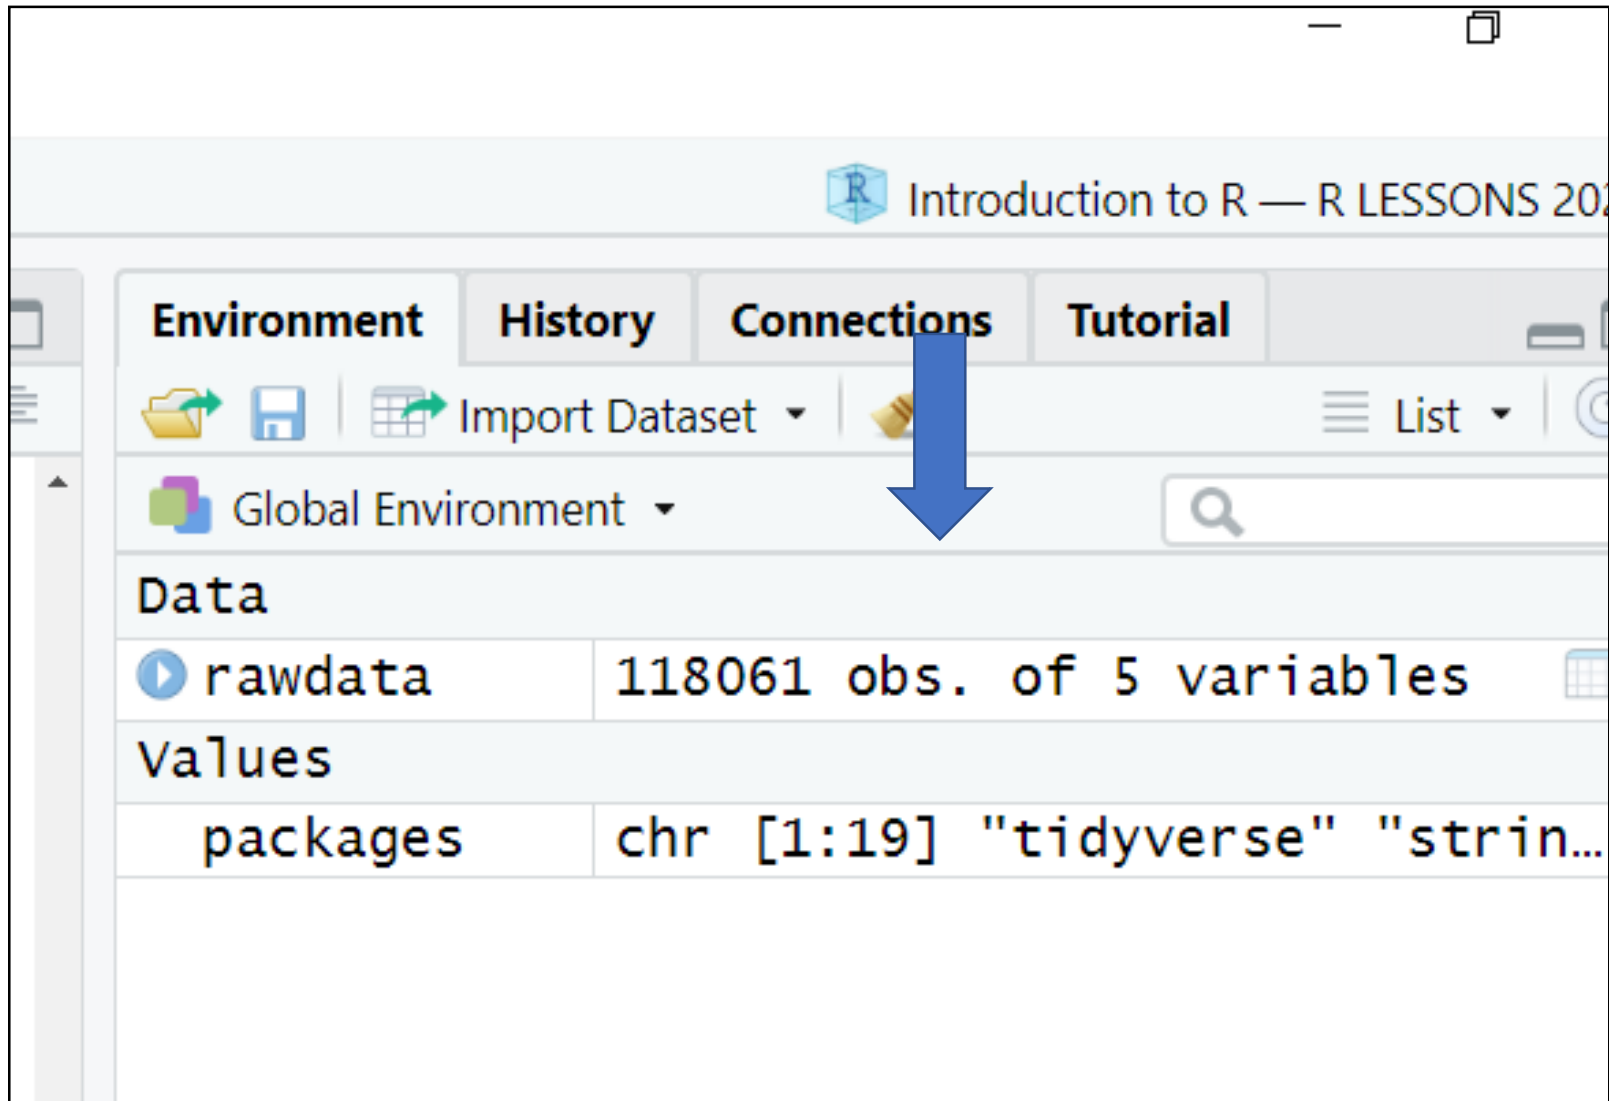 Introduction to R — R LESSONS 202
Environment History Connections Tutorial
Import Dataset List
Global Environment
Data
rawdata 118061 obs. of 5 variables
Values
packages chr [1:19] "tidyverse" "strin…